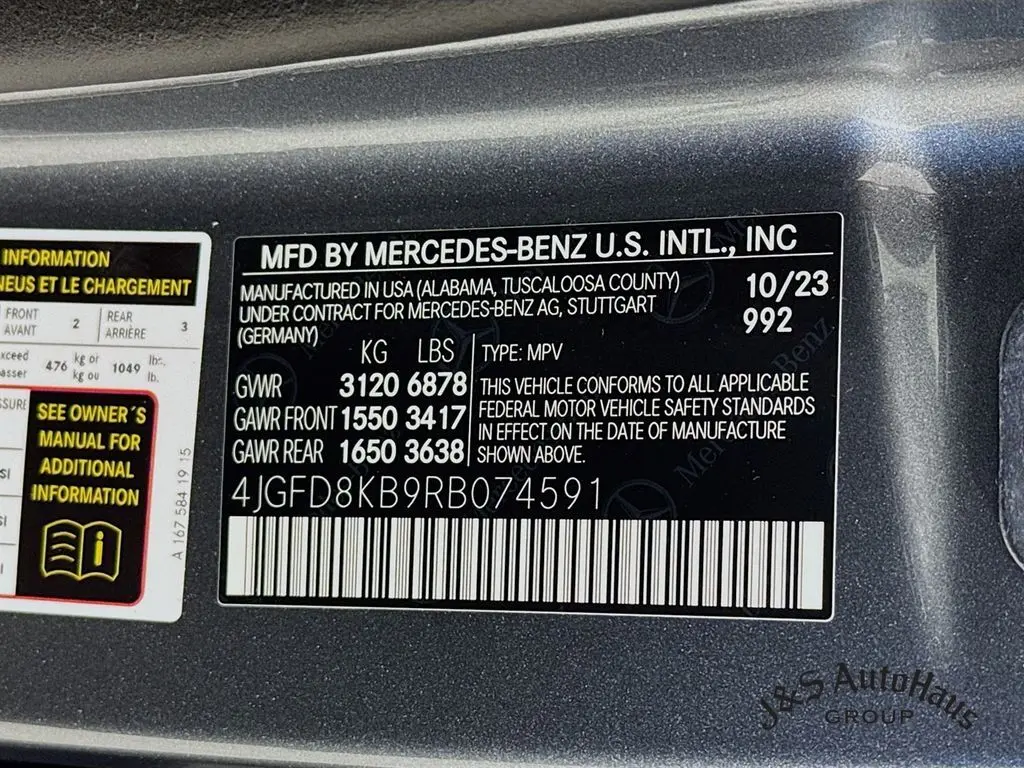 INFORMATION
NEUS ET LE CHARGEMENT
FRONT
AVANT
2
REAR
ARRIÈRE
3
476
kg or
kg ou
1049
lbs.
lb.
SEE OWNER´S
MANUAL FOR
ADDITIONAL
INFORMATION
A 167 584 19 15
MFD BY MERCEDES-BENZ U.S. INTL., INC
MANUFACTURED IN USA (ALABAMA, TUSCALOOSA COUNTY)
UNDER CONTRACT FOR MERCEDES-BENZ AG, STUTTGART
(GERMANY)
10/23
992
KG LBS
GVWR 3120 6878
GAWR FRONT 1550 3417
GAWR REAR 1650 3638
TYPE: MPV
THIS VEHICLE CONFORMS TO ALL APPLICABLE
FEDERAL MOTOR VEHICLE SAFETY STANDARDS
IN EFFECT ON THE DATE OF MANUFACTURE
SHOWN ABOVE.
4JGFD8KB9RB074591
Mercedes-Benz
J&S AutoHaus
GROUP